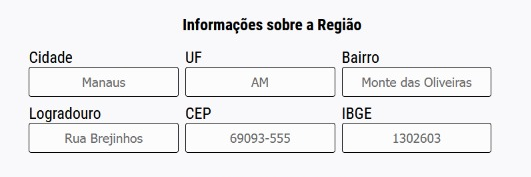 Informações sobre a Região
Cidade UF Bairro
Manaus AM Monte das Oliveiras
Logradouro CEP IBGE
Rua Brejinhos 69093-555 1302603